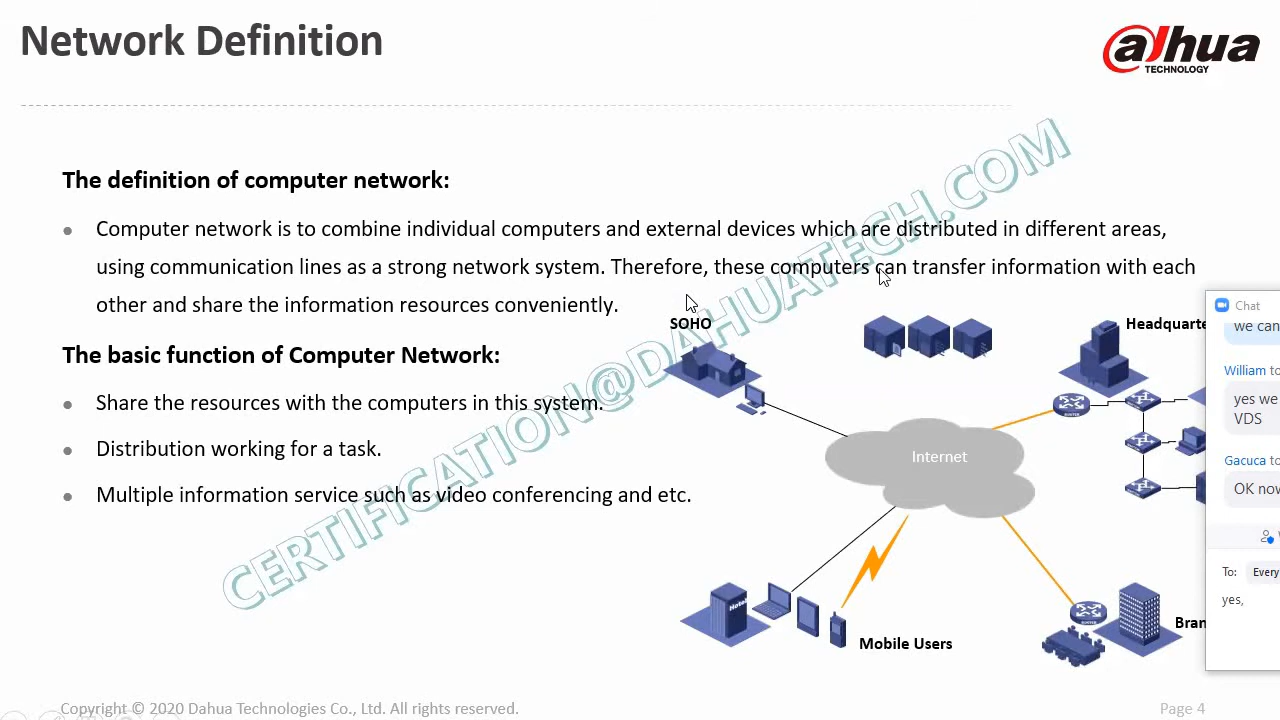 Network Definition
alhua
TECHNOLOGY
The definition of computer network:
Computer network is to combine individual computers and external devices which are distributed in different areas,
using communication lines as a strong network system. Therefore, these computers can transfer information with each
other and share the information resources conveniently.
SOHO
Headquarte
The basic function of Computer Network:
Share the resources with the computers in this system.
Distribution working for a task.
Multiple information service such as video conferencing and etc.
Internet
Hotel
Mobile Users
Bran
CERTIFICATION@DAHUATECH.COM
Chat
we can
William to
yes we
VDS
Gacuca to
OK now
To: Every
yes,
Copyright © 2020 Dahua Technologies Co., Ltd. All rights reserved.
Page 4